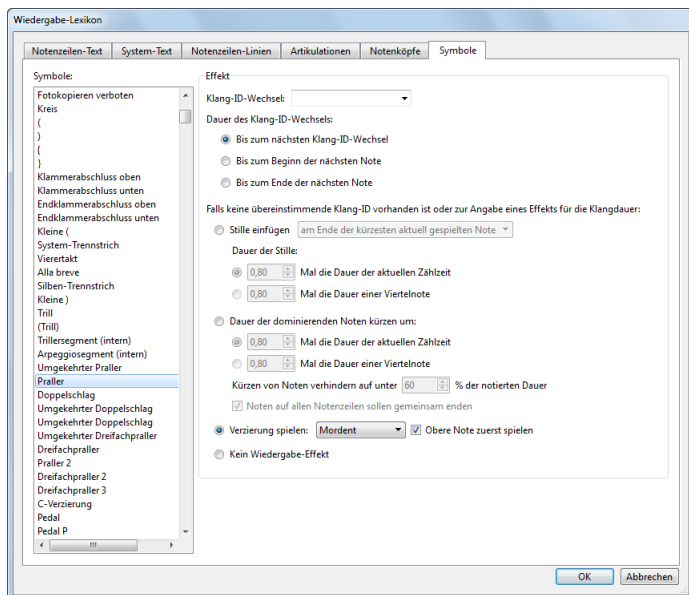 Wiedergabe-Lexikon
Notenzeilen-Text System-Text Notenzeilen-Linien Artikulationen Notenköpfe Symbole
Symbole:
Fotokopieren verboten
Kreis
(
)
{
}
Klammerabschluss oben
Klammerabschluss unten
Endklammerabschluss oben
Endklammerabschluss unten
Kleine (
System-Trennstrich
Vierertakt
Alla breve
Silben-Trennstrich
Kleine )
Trill
(Trill)
Trillersegment (intern)
Arpeggiosegment (intern)
Umgekehrter Praller
Praller
Doppelschlag
Umgekehrter Doppelschlag
Umgekehrter Doppelschlag
Umgekehrter Dreifachpraller
Dreifachpraller
Praller 2
Dreifachpraller 2
Dreifachpraller 3
C-Verzierung
Pedal
Pedal P
Effekt
Klang-ID-Wechsel:
Dauer des Klang-ID-Wechsels:
Bis zum nächsten Klang-ID-Wechsel
Bis zum Beginn der nächsten Note
Bis zum Ende der nächsten Note
Falls keine übereinstimmende Klang-ID vorhanden ist oder zur Angabe eines Effekts für die Klangdauer:
Stille einfügen am Ende der kürzesten aktuell gespielten Note
Dauer der Stille:
0,80 Mal die Dauer der aktuellen Zählzeit
0,80 Mal die Dauer einer Viertelnote
Dauer der dominierenden Noten kürzen um:
0,80 Mal die Dauer der aktuellen Zählzeit
0,80 Mal die Dauer einer Viertelnote
Kürzen von Noten verhindern auf unter 60 % der notierten Dauer
Noten auf allen Notenzeilen sollen gemeinsam enden
Verzierung spielen: Mordent Obere Note zuerst spielen
Kein Wiedergabe-Effekt
OK Abbrechen